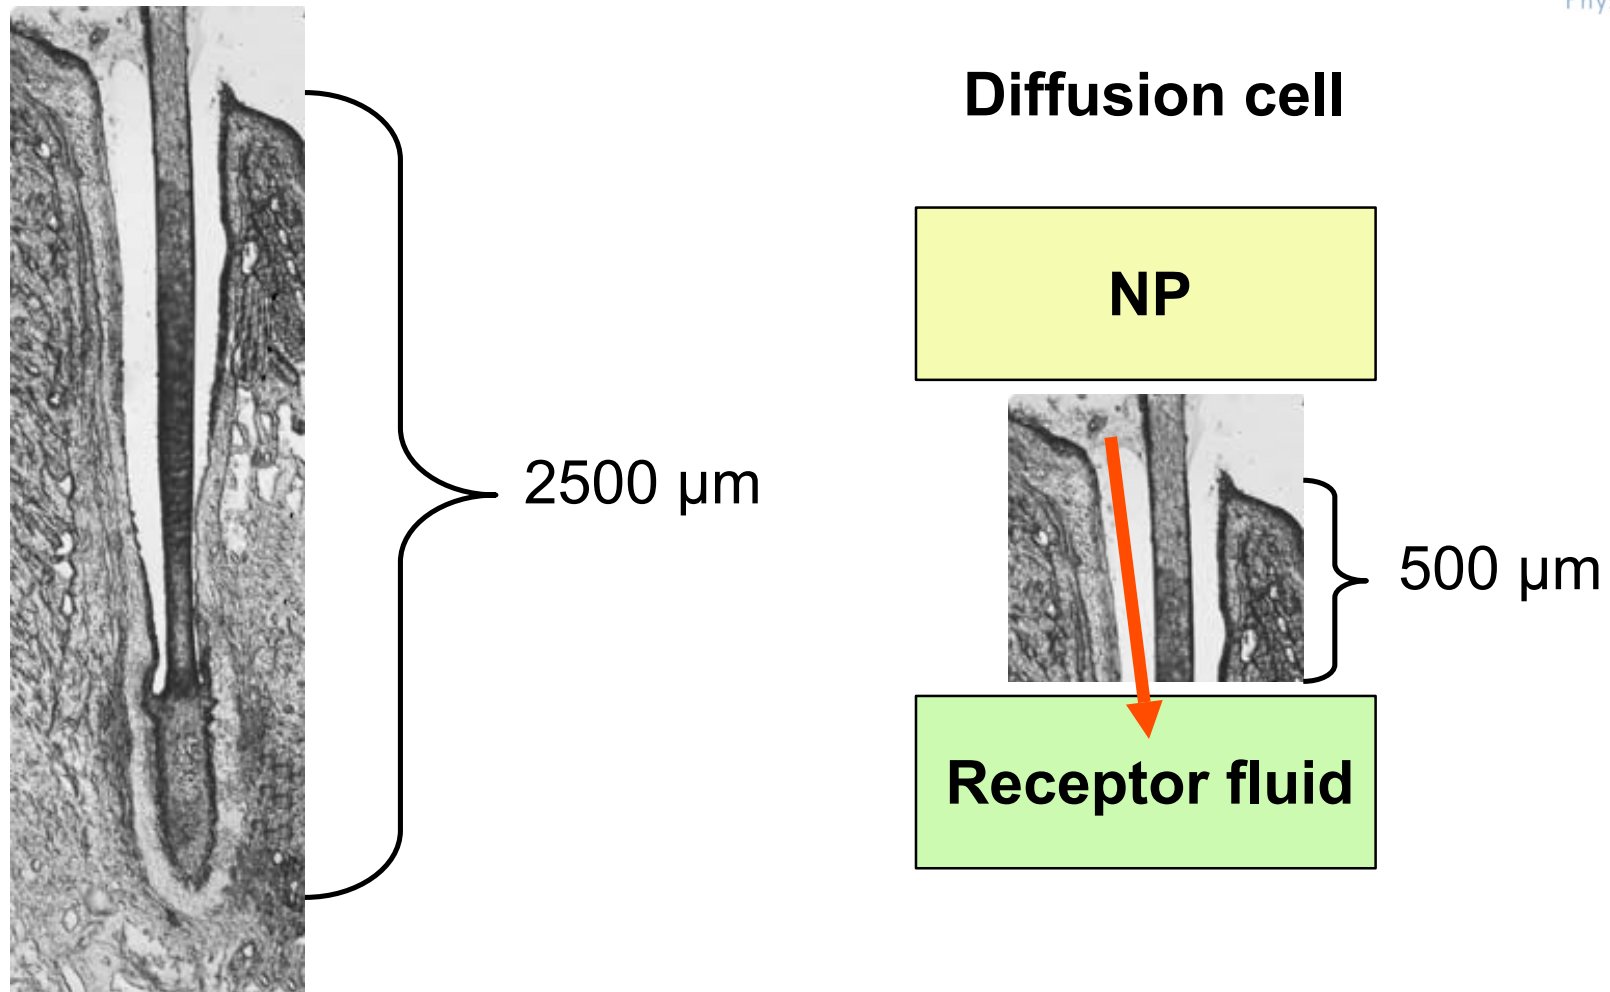 Diffusion cell
NP
2500 µm
500 µm
Receptor fluid